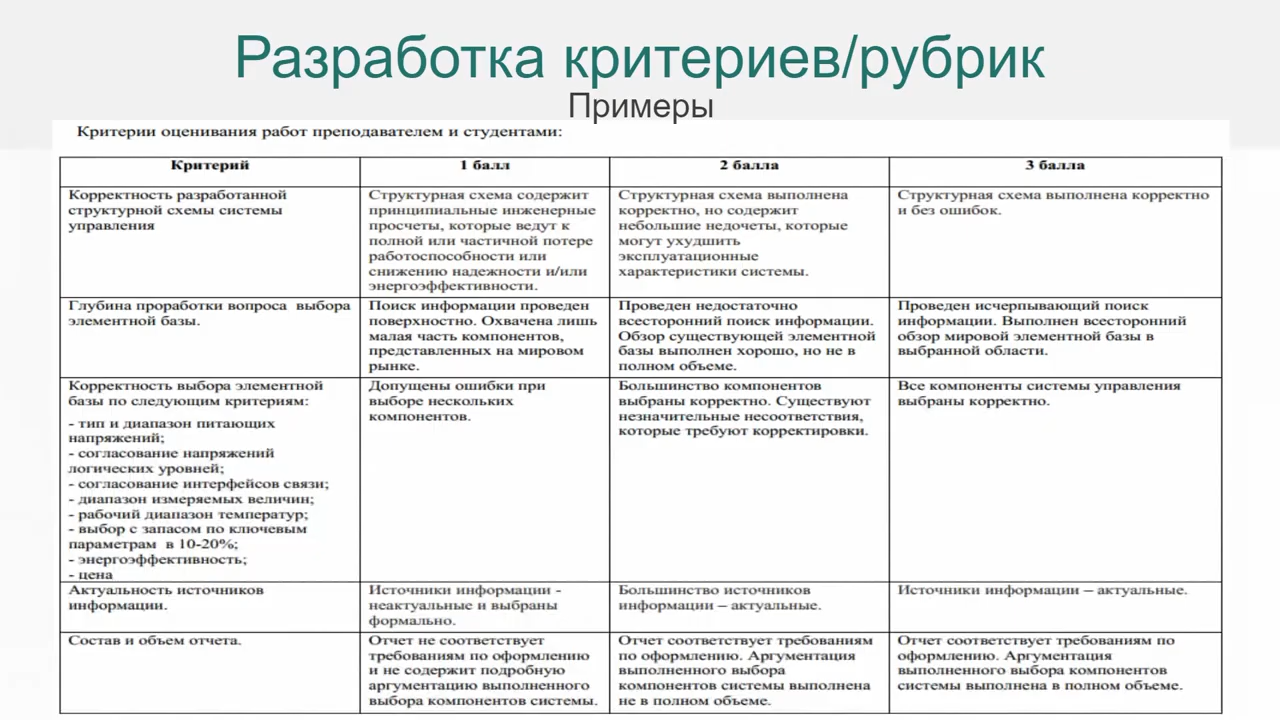 Разработка критериев/рубрик
Примеры
Критерии оценивания работ преподавателем и студентами:
Критерий
1 балл
2 балла
3 балла
Корректность разработанной
структурной схемы системы
управления
Структурная схема содержит
принципиальные инженерные
просчеты, которые ведут к
полной или частичной потере
работоспособности или
снижению надежности и/или
энергоэффективности.
Структурная схема выполнена
корректно, но содержит
небольшие недочеты, которые
могут ухудшить
эксплуатационные
характеристики системы.
Структурная схема выполнена корректно
и без ошибок.
Глубина проработки вопроса выбора
элементной базы.
Поиск информации проведен
поверхностно. Охвачена лишь
малая часть компонентов,
представленных на мировом
рынке.
Проведен недостаточно
всесторонний поиск информации.
Обзор существующей элементной
базы выполнен хорошо, но не в
полном объеме.
Проведен исчерпывающий поиск
информации. Выполнен всесторонний
обзор мировой элементной базы в
выбранной области.
Корректность выбора элементной
базы по следующим критериям:
- тип и диапазон питающих
напряжений;
- согласование напряжений
логических уровней;
- согласование интерфейсов связи;
- диапазон измеряемых величин;
- рабочий диапазон температур;
- выбор с запасом по ключевым
параметрам в 10-20%;
- энергоэффективность;
- цена
Допущены ошибки при
выборе нескольких
компонентов.
Большинство компонентов
выбраны корректно. Существуют
незначительные несоответствия,
которые требуют корректировки.
Все компоненты системы управления
выбраны корректно.
Актуальность источников
информации.
Источники информации -
неактуальные и выбраны
формально.
Большинство источников
информации – актуальные.
Источники информации – актуальные.
Состав и объем отчета.
Отчет не соответствует
требованиям по оформлению
и не содержит подробную
аргументацию выполненного
выбора компонентов системы.
Отчет соответствует требованиям
по оформлению. Аргументация
выполненного выбора
компонентов системы выполнена
не в полном объеме.
Отчет соответствует требованиям по
оформлению. Аргументация
выполненного выбора компонентов
системы выполнена в полном объеме.